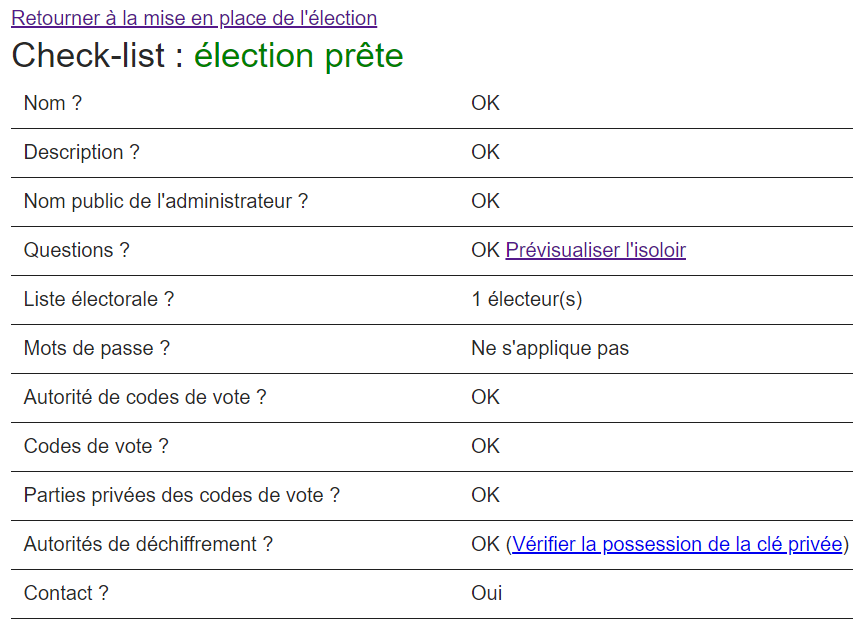 Retourner à la mise en place de l'élection
Check-list : élection prête
Nom ? OK
Description ? OK
Nom public de l'administrateur ? OK
Questions ? OK Prévisualiser l'isoloir
Liste électorale ? 1 électeur(s)
Mots de passe ? Ne s'applique pas
Autorité de codes de vote ? OK
Codes de vote ? OK
Parties privées des codes de vote ? OK
Autorités de déchiffrement ? OK (Vérifier la possession de la clé privée)
Contact ? Oui